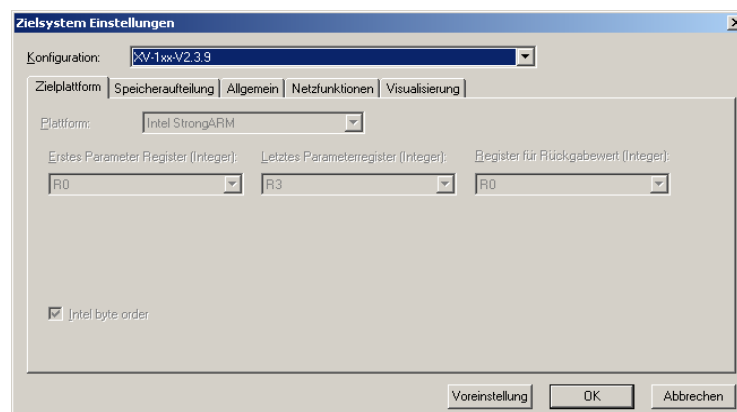 Zielsystem Einstellungen
Konfiguration: XV-1xx-V2.3.9
Zielplattform Speicheraufteilung Allgemein Netzfunktionen Visualisierung
Plattform: Intel StrongARM
Erstes Parameter Register (Integer): Letztes Parameterregister (Integer): Register für Rückgabewert (Integer):
R0 R3 R0
Intel byte order
Voreinstellung OK Abbrechen